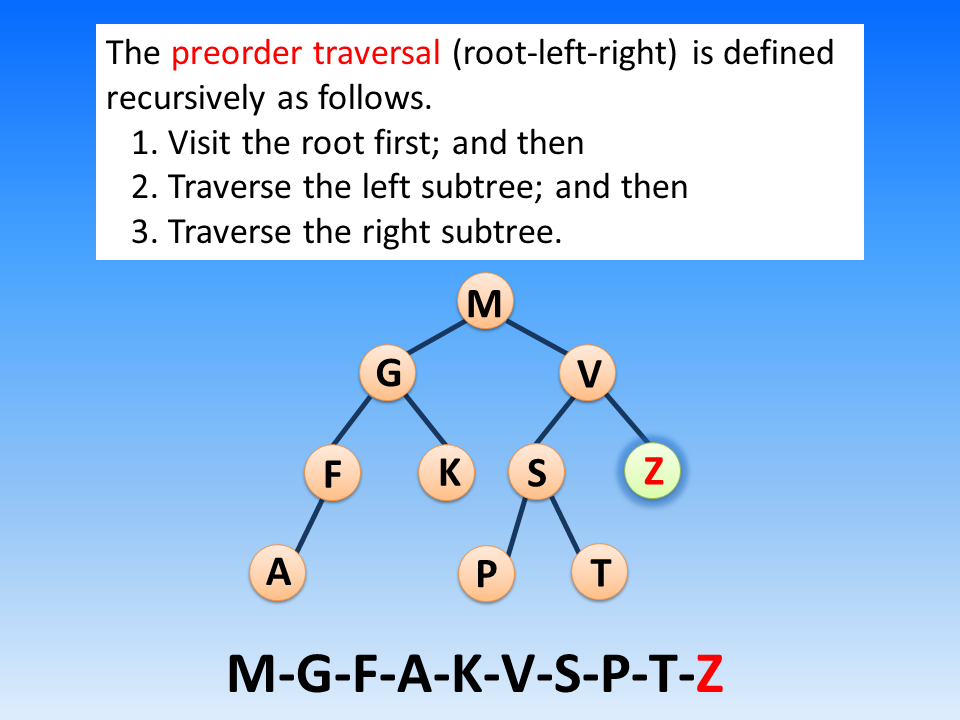 The preorder traversal (root-left-right) is defined
recursively as follows.
1. Visit the root first; and then
2. Traverse the left subtree; and then
3. Traverse the right subtree.
M
G
V
F
K
S
Z
A
P
T
M-G-F-A-K-V-S-P-T-Z